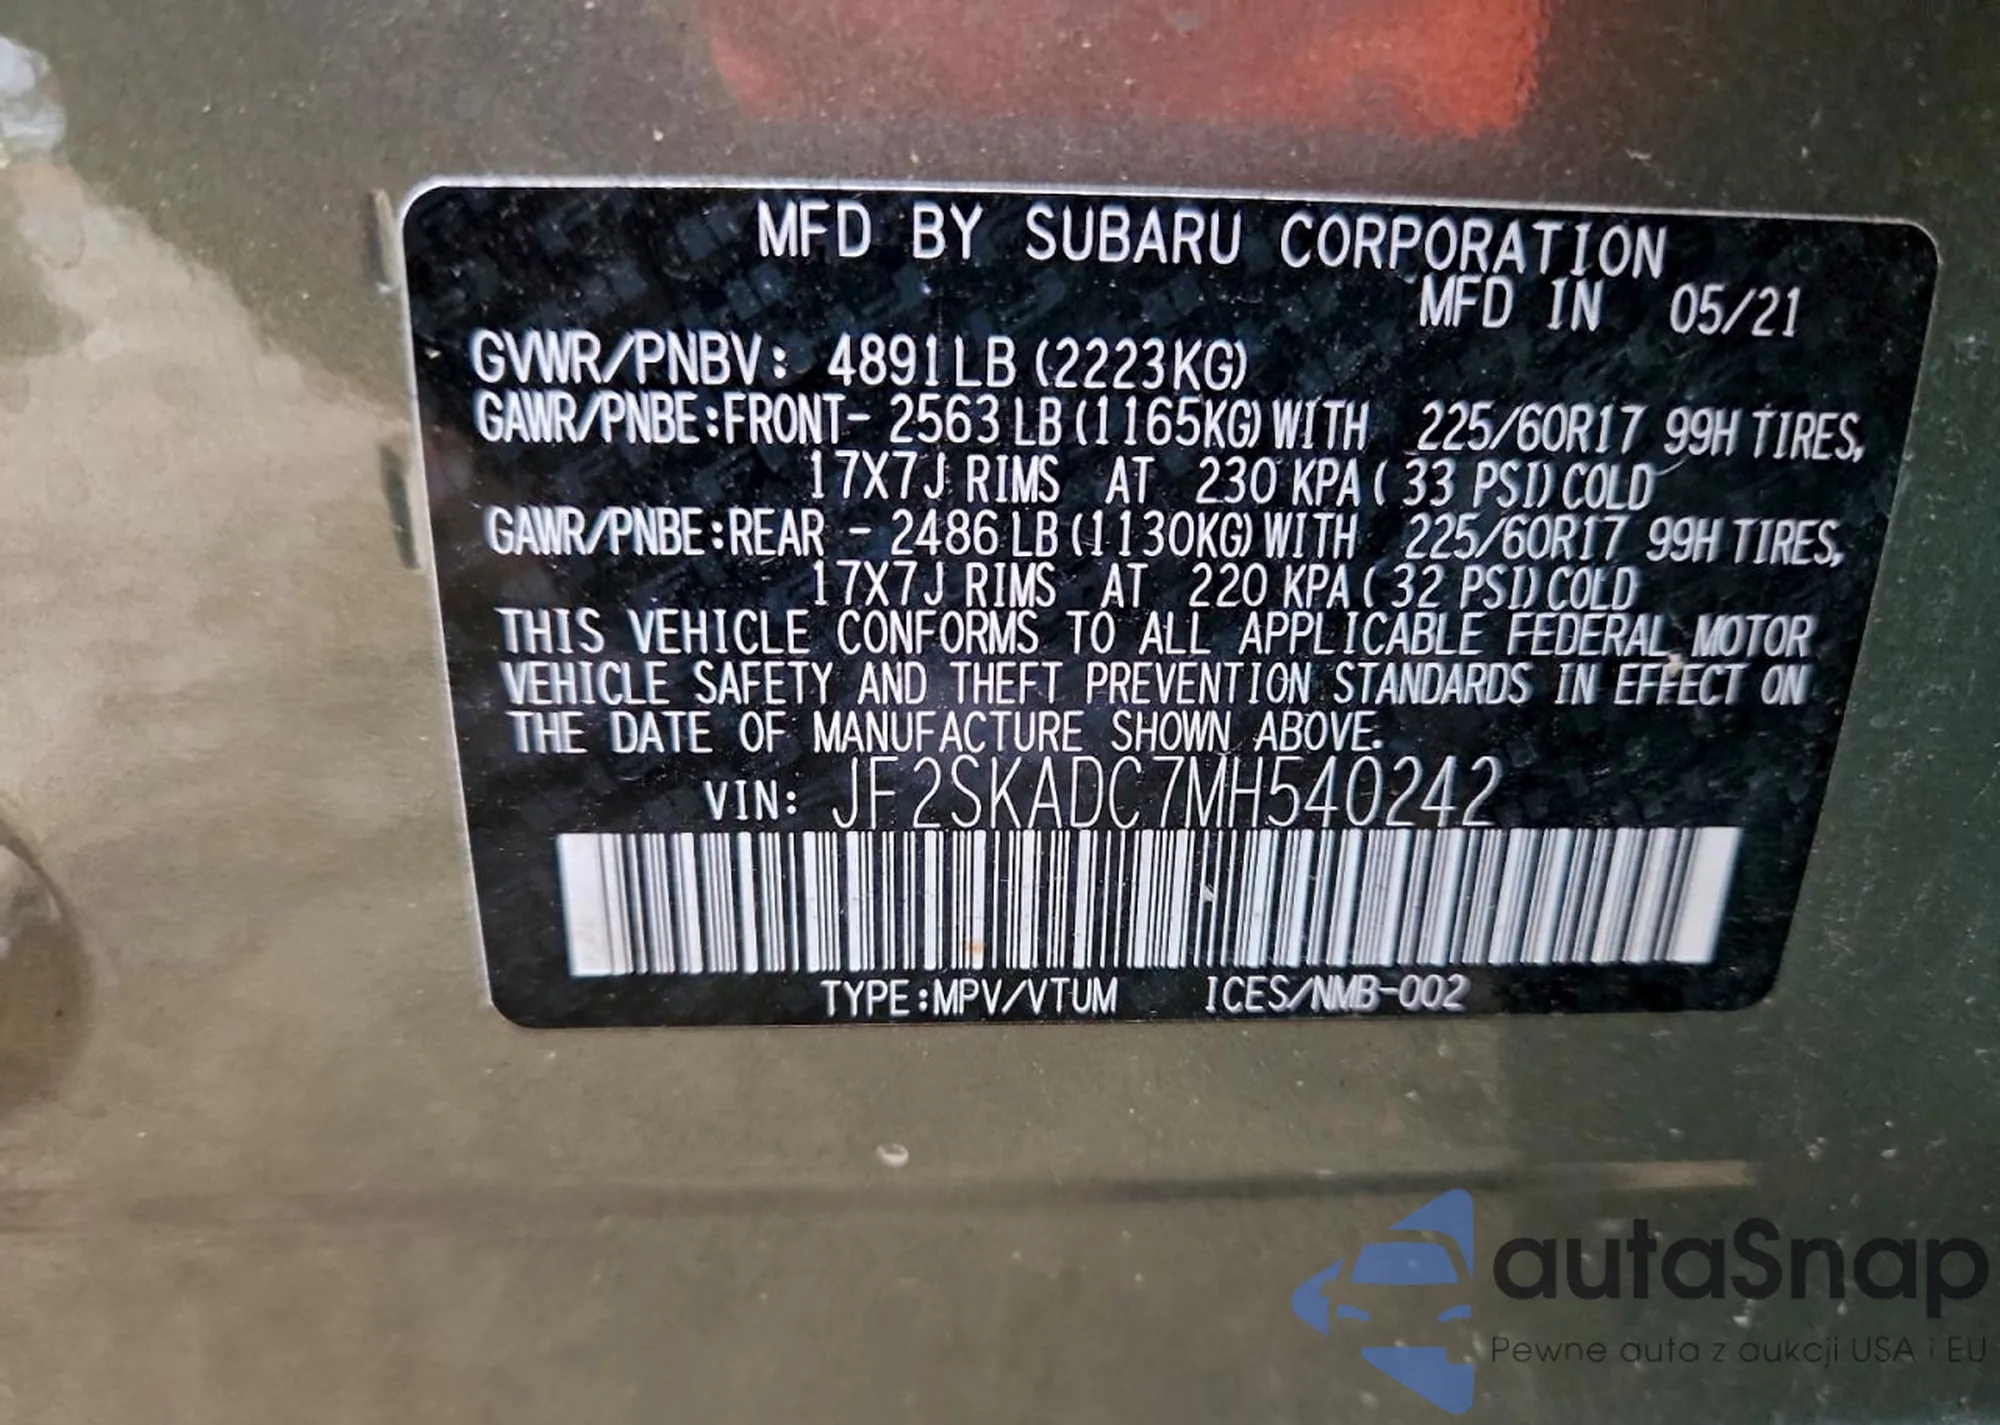 MFD BY SUBARU CORPORATION
MFD IN 05/21
GVWR/PNBV: 4891LB (2223KG)
GAWR/PNBE:FRONT- 2563 LB (1165KG) WITH 225/60R17 99H TIRES,
17X7J RIMS AT 230 KPA ( 33 PSI) COLD
GAWR/PNBE:REAR - 2486 LB (1130KG) WITH 225/60R17 99H TIRES,
17X7J RIMS AT 220 KPA ( 32 PSI) COLD
THIS VEHICLE CONFORMS TO ALL APPLICABLE FEDERAL MOTOR
VEHICLE SAFETY AND THEFT PREVENTION STANDARDS IN EFFECT ON
THE DATE OF MANUFACTURE SHOWN ABOVE.
VIN: JF2SKADC7MH540242
TYPE:MPV/VTUM ICES/NMB-002
autaSnap
Pewne auta z aukcji USA i EU